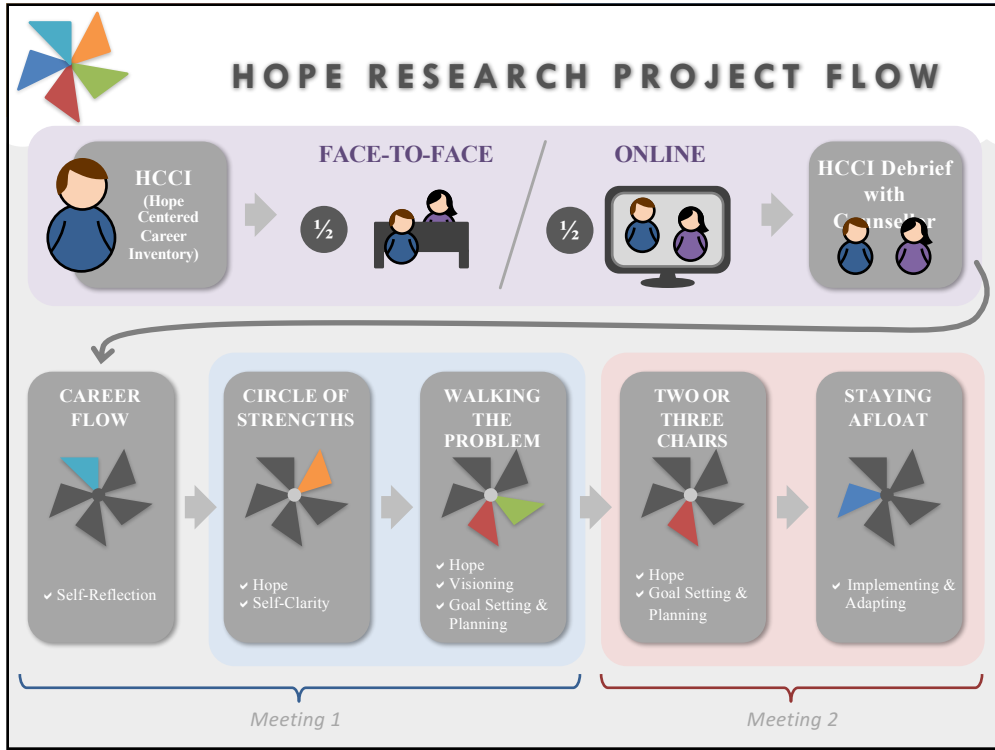 HOPE RESEARCH PROJECT FLOW
HCCI
(Hope
Centered
Career
Inventory)
FACE-TO-FACE
½
ONLINE
½
HCCI Debrief
with
Counsellor
CAREER
FLOW
✓ Self-Reflection
CIRCLE OF
STRENGTHS
✓ Hope
✓ Self-Clarity
WALKING
THE
PROBLEM
✓ Hope
✓ Visioning
✓ Goal Setting &
Planning
TWO OR
THREE
CHAIRS
✓ Hope
✓ Goal Setting &
Planning
STAYING
AFLOAT
✓ Implementing &
Adapting
Meeting 1
Meeting 2